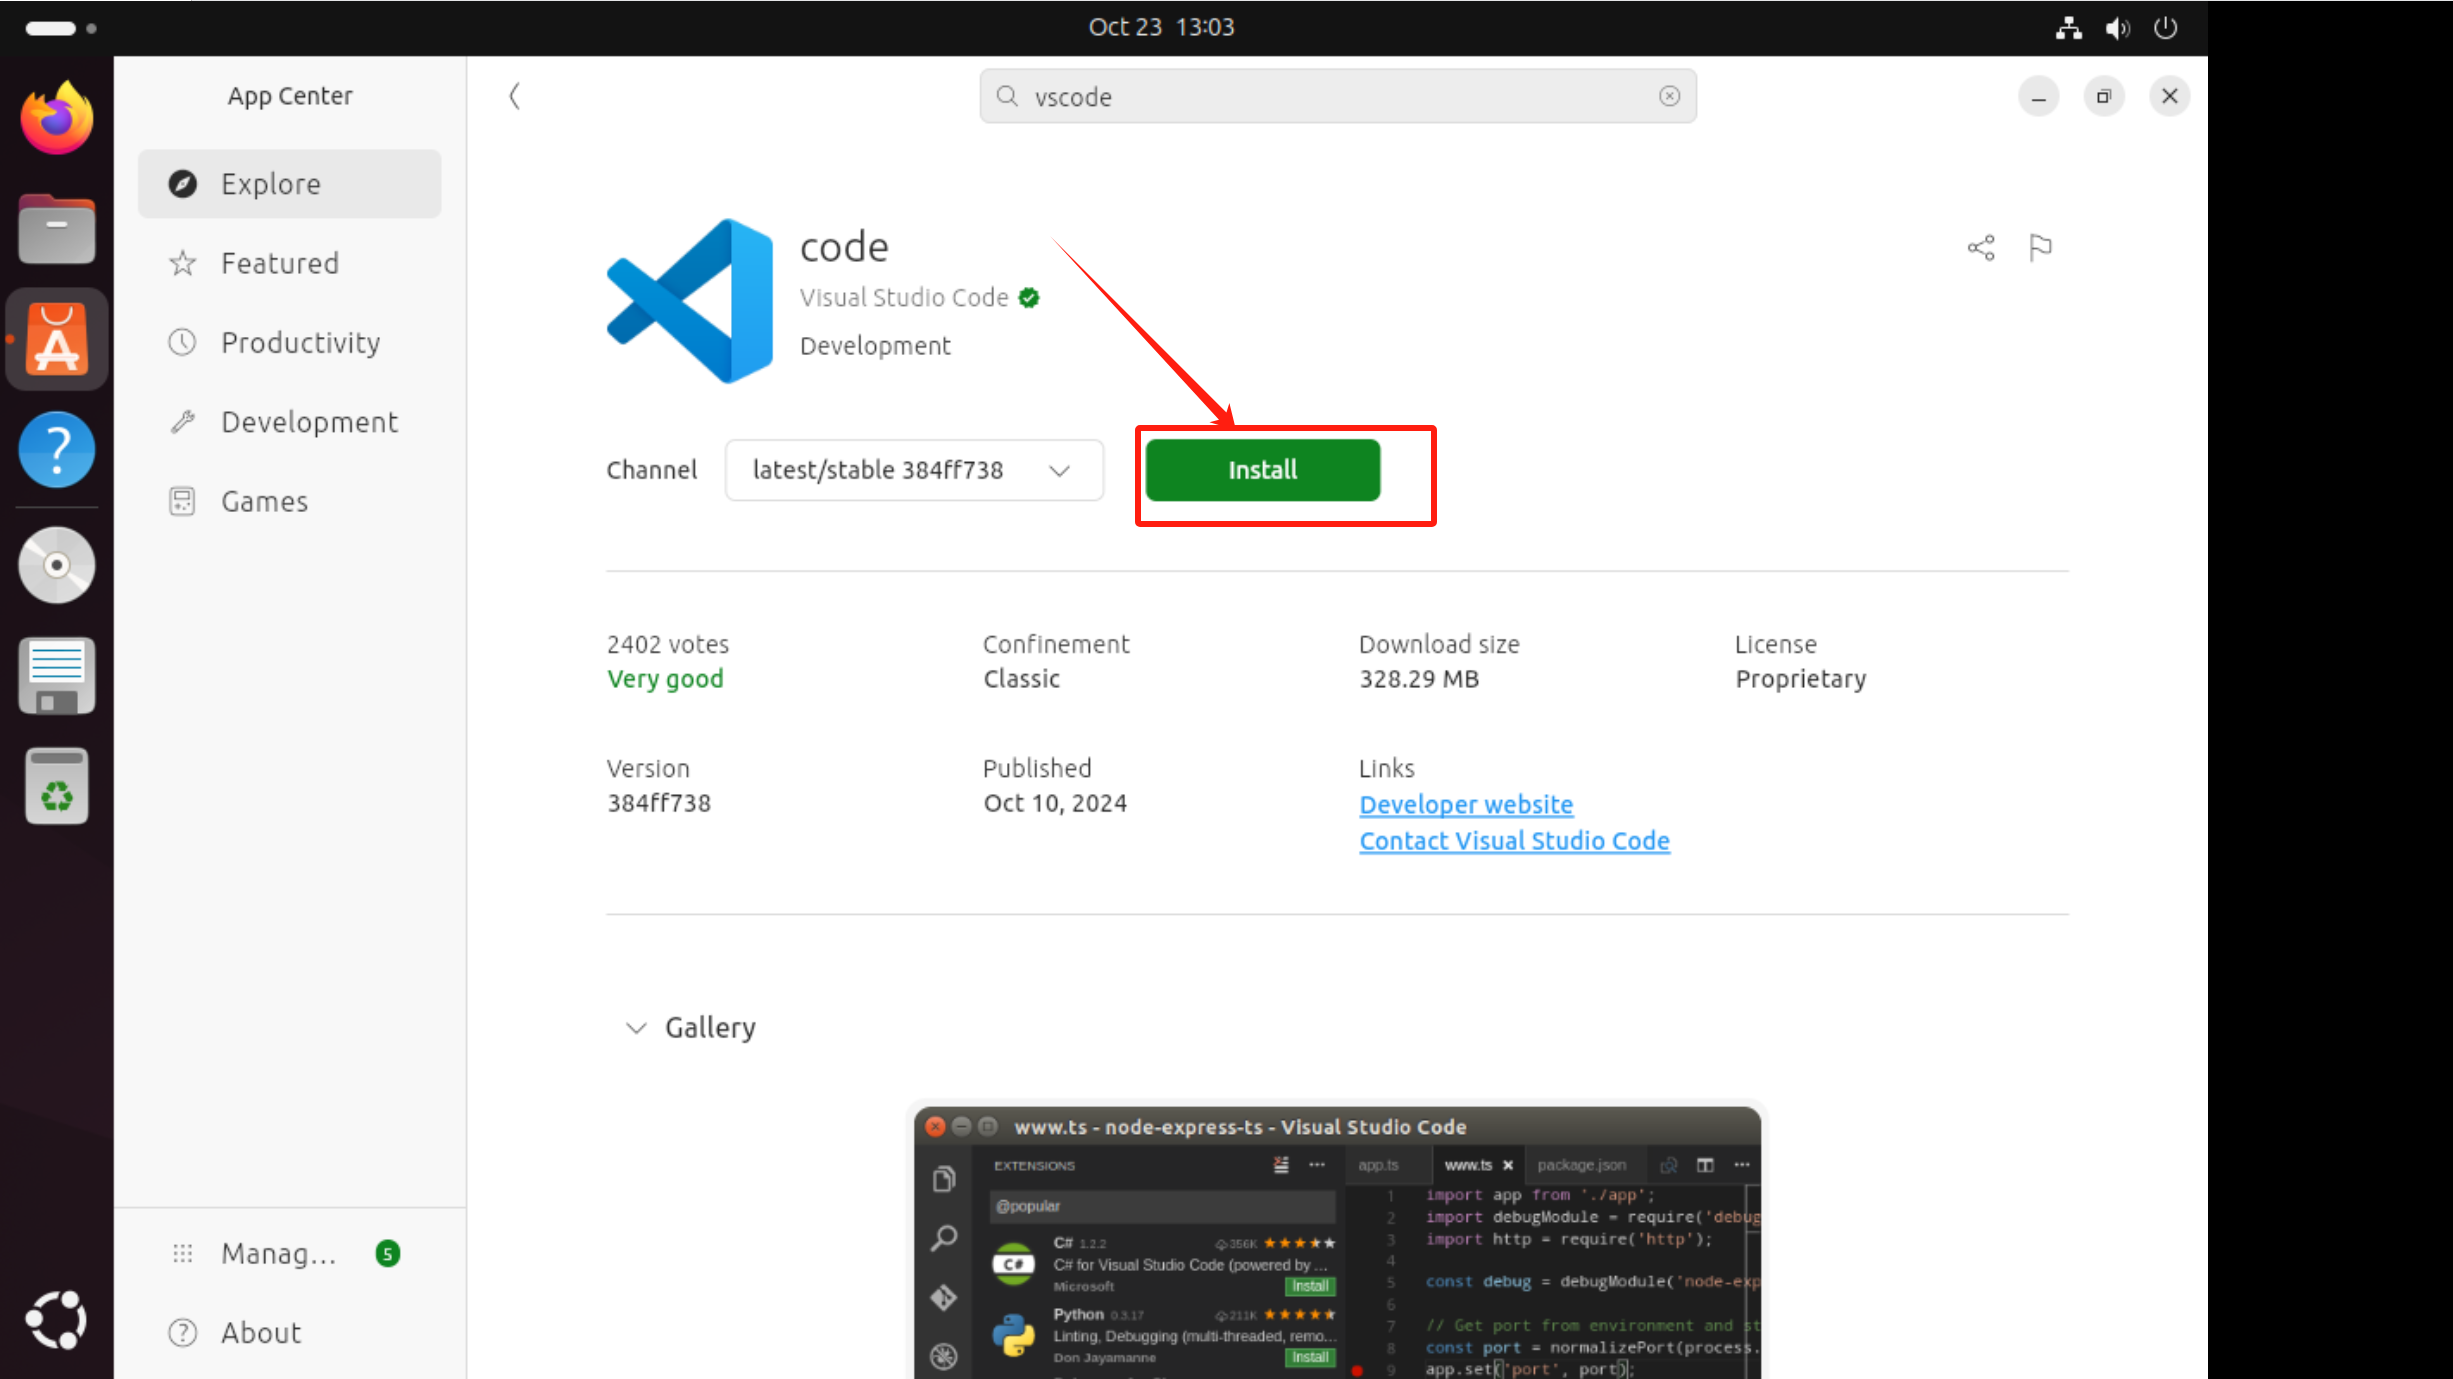 Oct 23 13:03
App Center
vscode
Explore
Featured
Productivity
Development
Games
code
Visual Studio Code
Development
Channel
latest/stable 384ff738
Install
2402 votes
Very good
Confinement
Classic
Download size
328.29 MB
License
Proprietary
Version
384ff738
Published
Oct 10, 2024
Links
Developer website
Contact Visual Studio Code
Gallery
www.ts - node-express-ts - Visual Studio Code
EXTENSIONS
@popular
C# 1.2.2 356K
C# for Visual Studio Code (powered by ...
Microsoft
Install
Python 0.3.17 211K
Linting, Debugging (multi-threaded, remo...
Don Jayamanne
Install
app.ts
www.ts
package.json
1 import app from './app';
2 import debugModule = require('debug
3 import http = require('http');
4
5 const debug = debugModule('node-exp
6
7 // Get port from environment and st
8 const port = normalizePort(process.
9 app.set('port', port);
Manag... 5
About